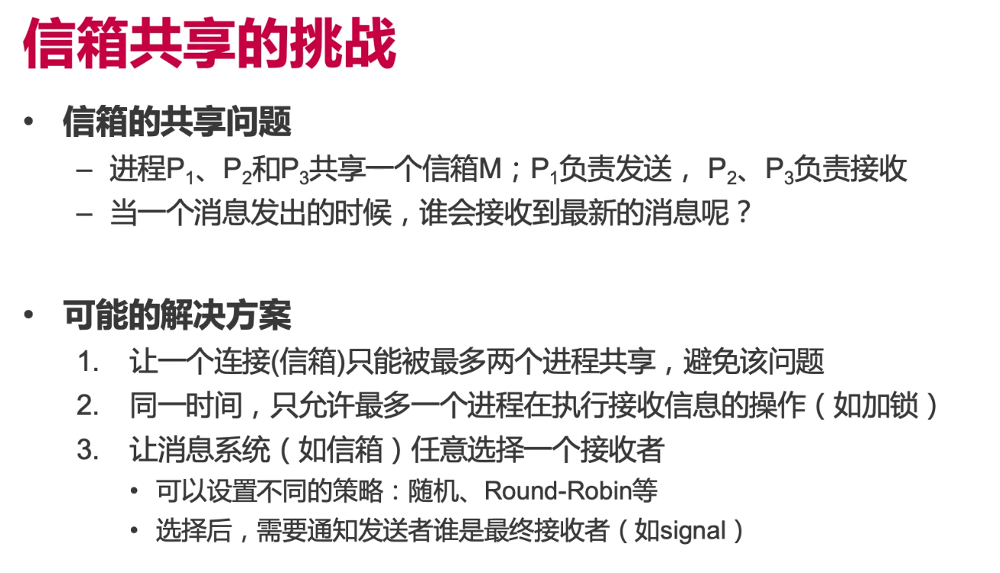 信箱共享的挑战
• 信箱的共享问题
– 进程P1、P2和P3共享一个信箱M；P1负责发送， P2、P3负责接收
– 当一个消息发出的时候，谁会接收到最新的消息呢？
• 可能的解决方案
1. 让一个连接(信箱)只能被最多两个进程共享，避免该问题
2. 同一时间，只允许最多一个进程在执行接收信息的操作（如加锁）
3. 让消息系统（如信箱）任意选择一个接收者
• 可以设置不同的策略：随机、Round-Robin等
• 选择后，需要通知发送者谁是最终接收者（如signal）